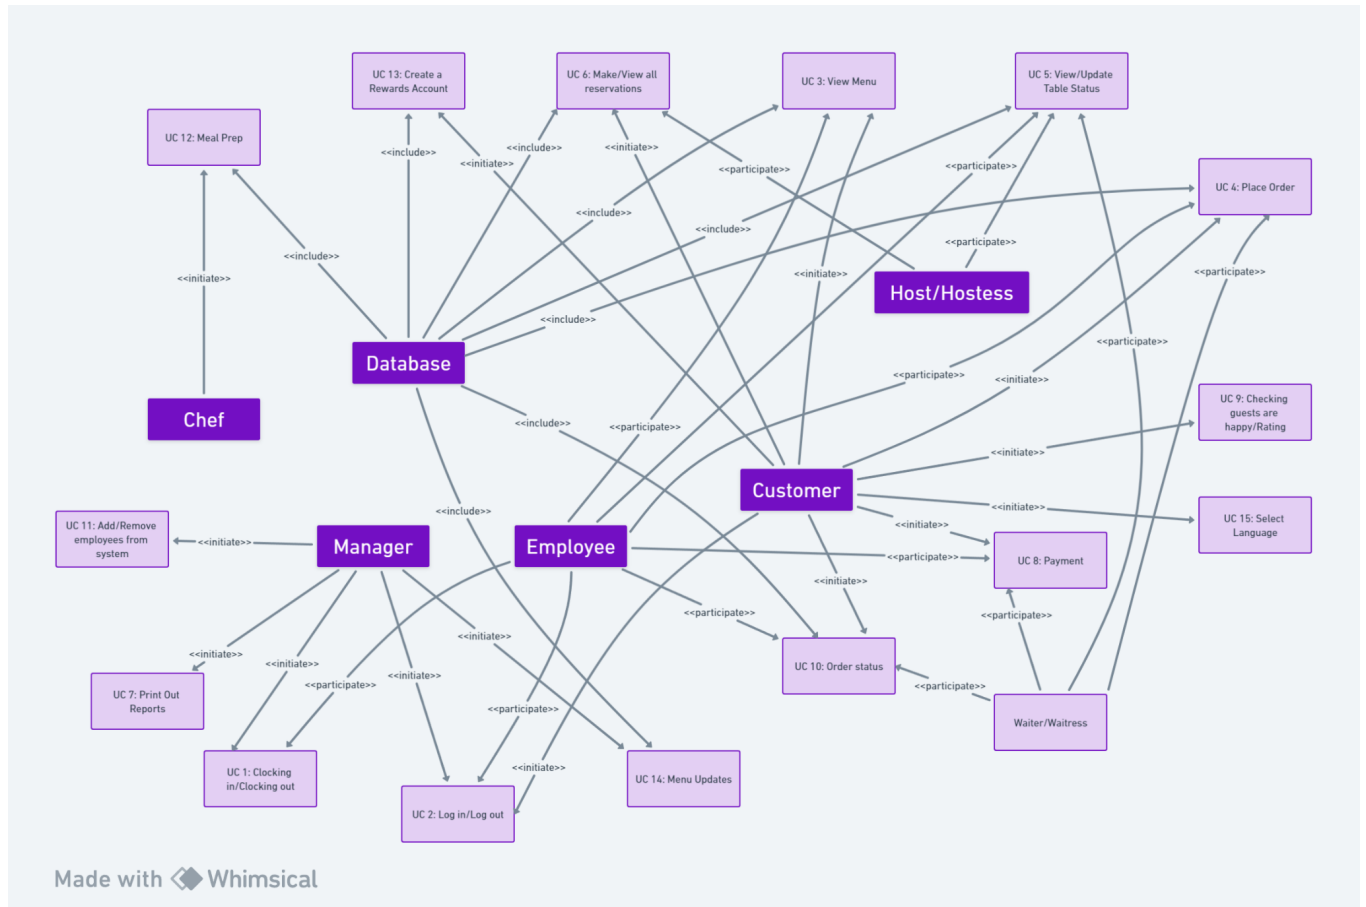 UC 13: Create a
Rewards Account
UC 6: Make/View all
reservations
UC 3: View Menu
UC 5: View/Update
Table Status
UC 12: Meal Prep
<<include>>
<<initiate>>
<<include>>
<<initiate>>
<<participate>>
<<participate>>
UC 4: Place Order
<<include>>
<<include>>
<<participate>>
<<include>>
<<initiate>>
<<initiate>>
<<participate>>
Host/Hostess
<<include>>
<<participate>>
Database
<<participate>>
<<initiate>>
Chef
UC 9: Checking
guests are
happy/Rating
<<include>>
<<participate>>
<<initiate>>
Customer
<<include>>
<<initiate>>
UC 15: Select
Language
UC 11: Add/Remove
employees from
system
<<initiate>>
Manager
Employee
<<initiate>>
<<participate>>
UC 8: Payment
<<initiate>>
<<participate>>
<<participate>>
<<initiate>>
<<initiate>>
<<initiate>>
<<initiate>>
<<participate>>
UC 10: Order status
<<participate>>
UC 7: Print Out
Reports
<<participate>>
Waiter/Waitress
<<initiate>>
UC 1: Clocking
in/Clocking out
UC 14: Menu Updates
UC 2: Log in/Log out
Made with Whimsical